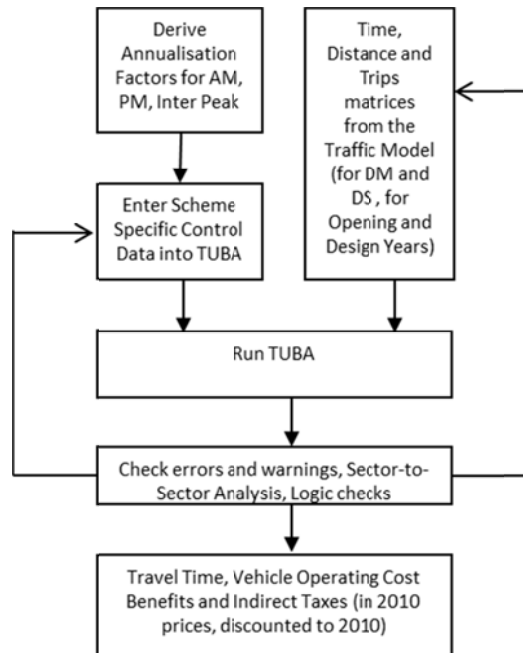 Derive
Annualisation
Factors for AM,
PM, Inter Peak
Time,
Distance and
Trips
matrices
from the
Traffic Model
(for DM and
DS , for
Opening and
Design Years)
Enter Scheme
Specific Control
Data into TUBA
Run TUBA
Check errors and warnings, Sector-to-
Sector Analysis, Logic checks
Travel Time, Vehicle Operating Cost
Benefits and Indirect Taxes (in 2010
prices, discounted to 2010)